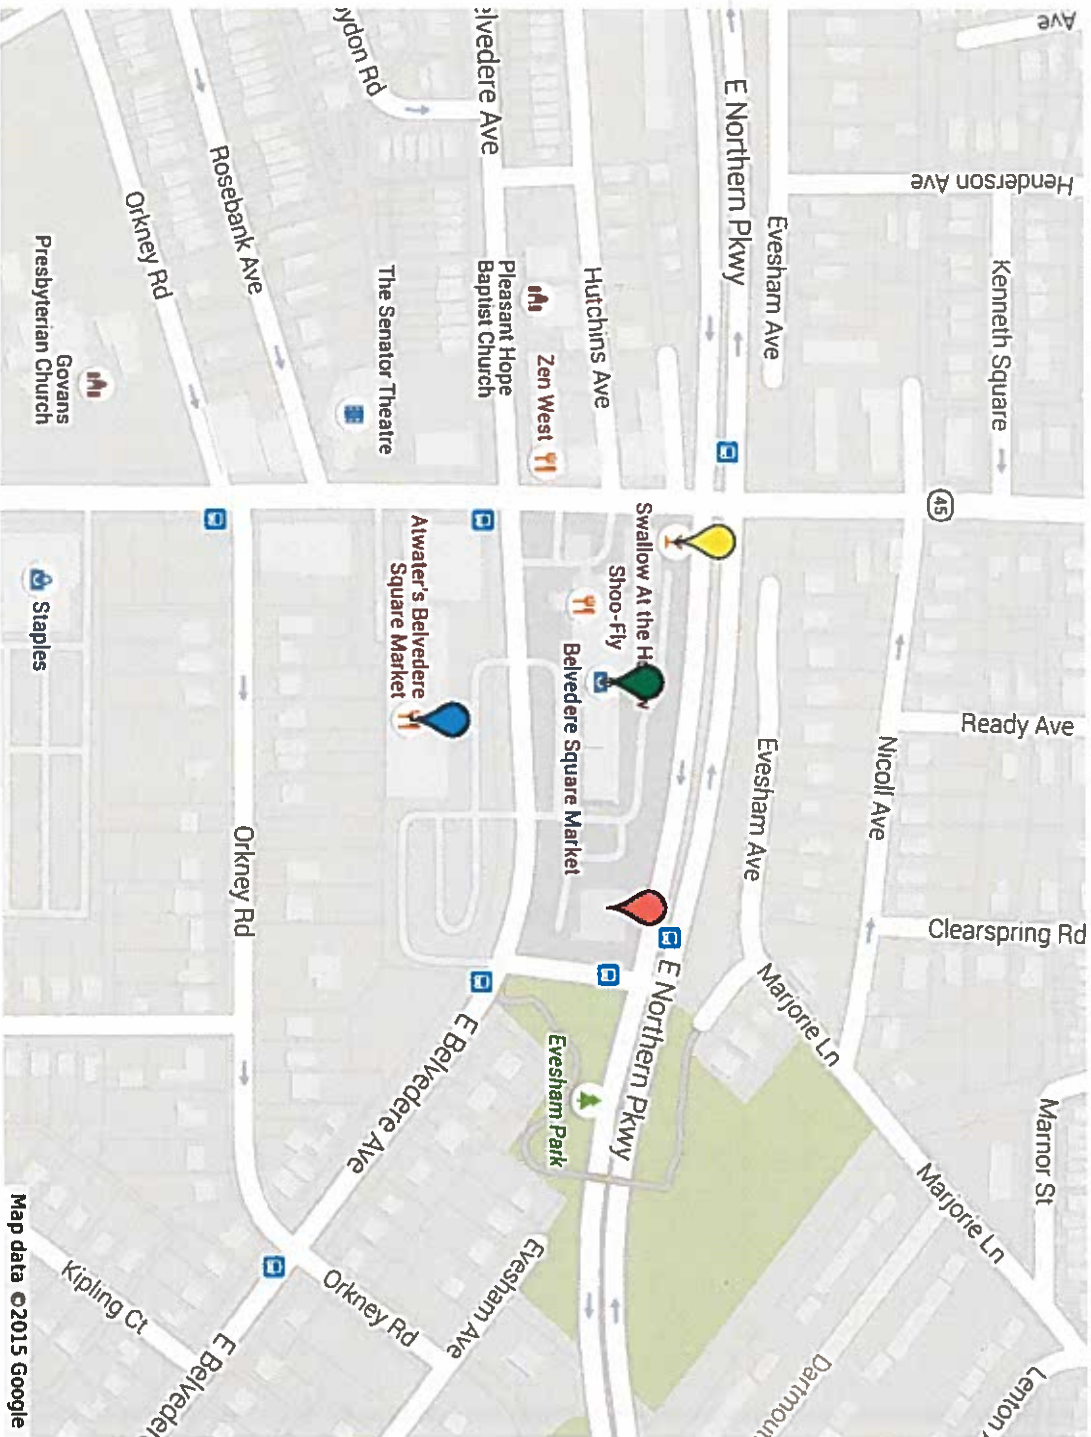 Ave
Henderson Ave
Kenneth Square
45
Ready Ave
Clearspring Rd
Marnor St
Lenton
Nicoll Ave
Marjorie Ln
Marjorie Ln
Evesham Ave
Evesham Ave
E Northern Pkwy
E Northern Pkwy
Dartmou
Hutchins Ave
Swallow At the H
Shoo-Fly
Zen West
Belvedere Square Market
Evesham Park
Pleasant Hope
Baptist Church
elvedere Ave
ydon Rd
The Senator Theatre
Atwater's Belvedere
Square Market
E Belvedere Ave
Evesham Ave
Rosebank Ave
Orkney Rd
Orkney Rd
Orkney Rd
E Belveder
Govans
Presbyterian Church
Staples
Kipling Ct
Map data ©2015 Google